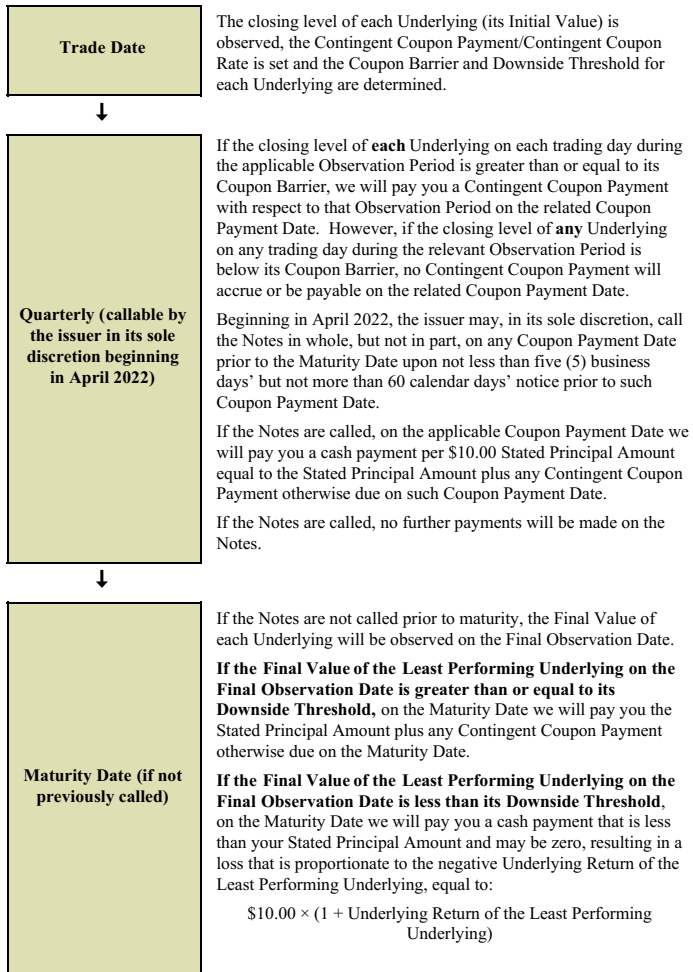 Trade Date
The closing level of each Underlying (its Initial Value) is
observed, the Contingent Coupon Payment/Contingent Coupon
Rate is set and the Coupon Barrier and Downside Threshold for
each Underlying are determined.
Quarterly (callable by
the issuer in its sole
discretion beginning
in April 2022)
If the closing level of each Underlying on each trading day during
the applicable Observation Period is greater than or equal to its
Coupon Barrier, we will pay you a Contingent Coupon Payment
with respect to that Observation Period on the related Coupon
Payment Date.  However, if the closing level of any Underlying
on any trading day during the relevant Observation Period is
below its Coupon Barrier, no Contingent Coupon Payment will
accrue or be payable on the related Coupon Payment Date.
Beginning in April 2022, the issuer may, in its sole discretion, call
the Notes in whole, but not in part, on any Coupon Payment Date
prior to the Maturity Date upon not less than five (5) business
days’ but not more than 60 calendar days’ notice prior to such
Coupon Payment Date.
If the Notes are called, on the applicable Coupon Payment Date we
will pay you a cash payment per $10.00 Stated Principal Amount
equal to the Stated Principal Amount plus any Contingent Coupon
Payment otherwise due on such Coupon Payment Date.
If the Notes are called, no further payments will be made on the
Notes.
Maturity Date (if not
previously called)
If the Notes are not called prior to maturity, the Final Value of
each Underlying will be observed on the Final Observation Date.
If the Final Value of the Least Performing Underlying on the
Final Observation Date is greater than or equal to its
Downside Threshold, on the Maturity Date we will pay you the
Stated Principal Amount plus any Contingent Coupon Payment
otherwise due on the Maturity Date.
If the Final Value of the Least Performing Underlying on the
Final Observation Date is less than its Downside Threshold,
on the Maturity Date we will pay you a cash payment that is less
than your Stated Principal Amount and may be zero, resulting in a
loss that is proportionate to the negative Underlying Return of the
Least Performing Underlying, equal to:
$10.00 × (1 + Underlying Return of the Least Performing
Underlying)